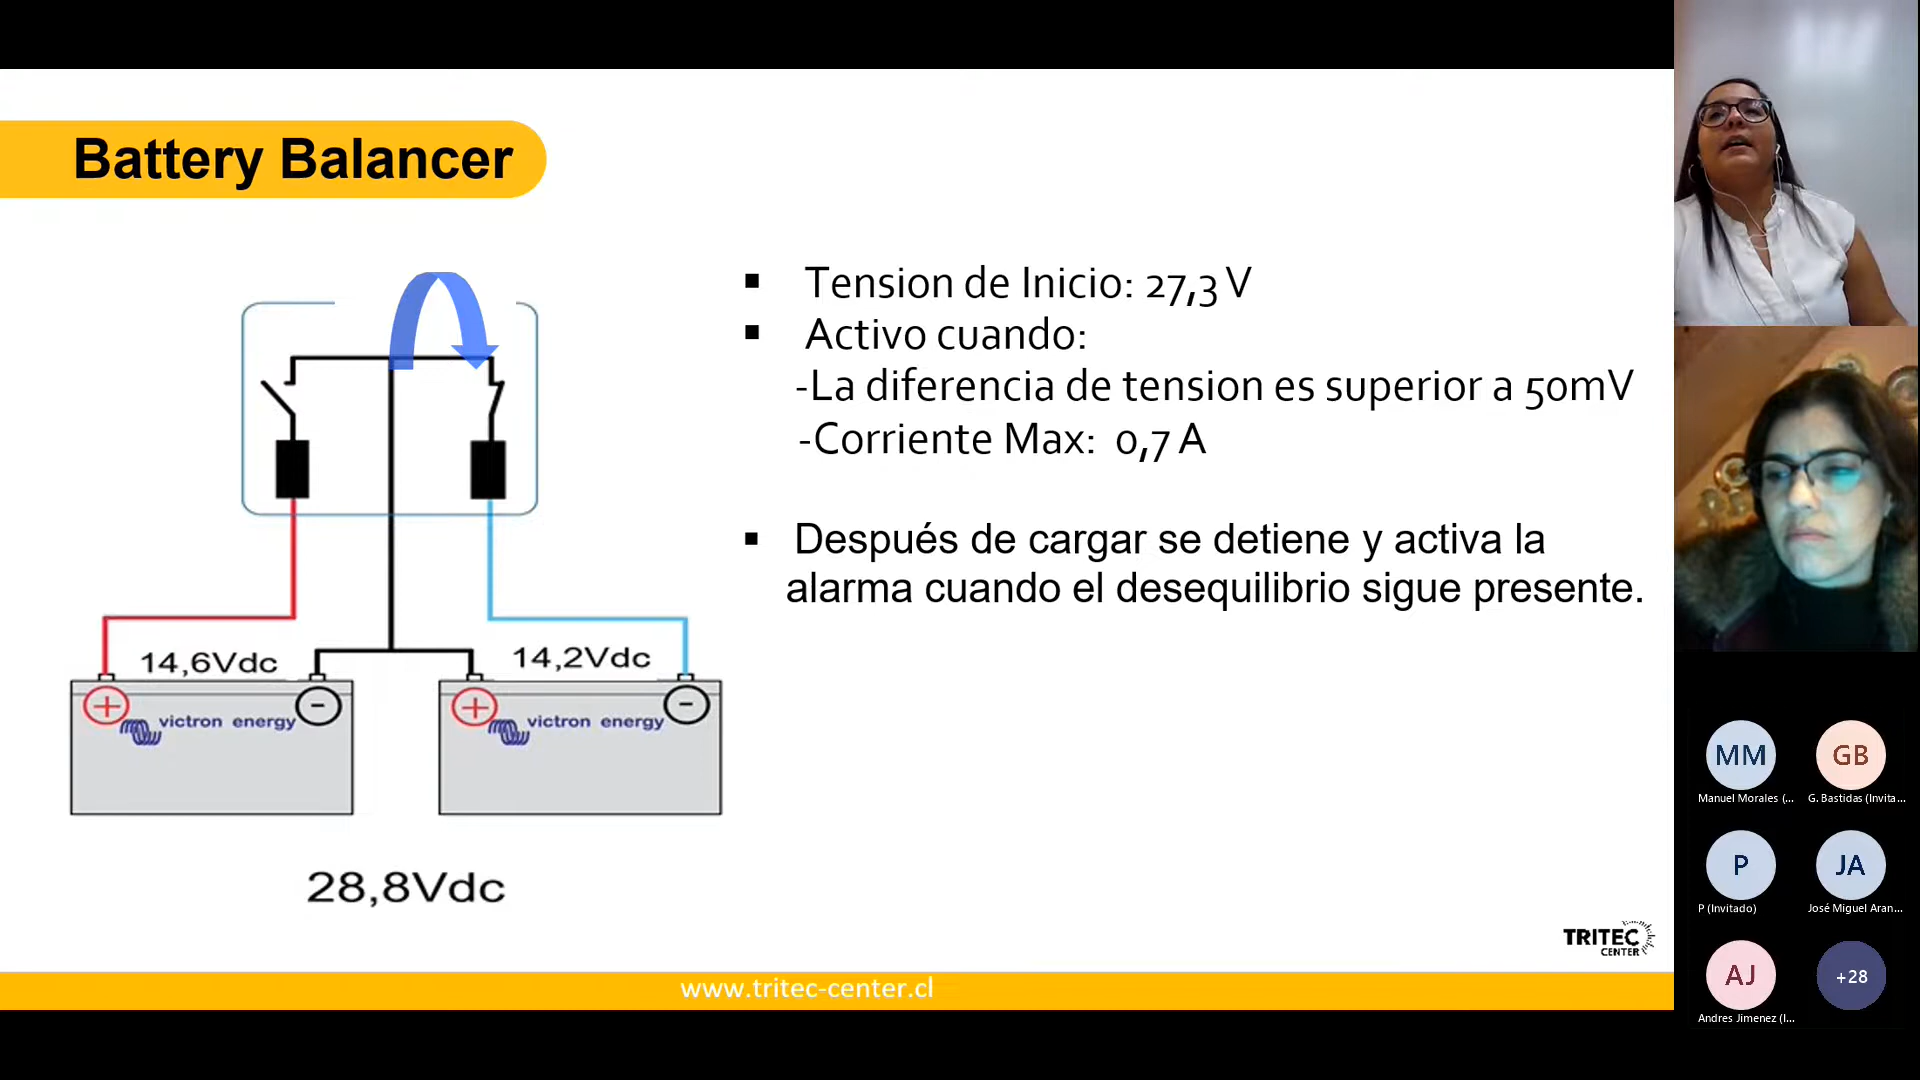 Battery Balancer
▪ Tension de Inicio: 27,3 V
▪ Activo cuando:
-La diferencia de tension es superior a 50mV
-Corriente Max: 0,7 A
▪ Después de cargar se detiene y activa la
alarma cuando el desequilibrio sigue presente.
14,6Vdc
14,2Vdc
+
-
+
-
victron energy
victron energy
28,8Vdc
TRITEC
CENTER
www.tritec-center.cl
MM
GB
Manuel Morales (...
G. Bastidas (Invita...
P
JA
P (Invitado)
José Miguel Aran...
AJ
+28
Andres Jimenez (I...